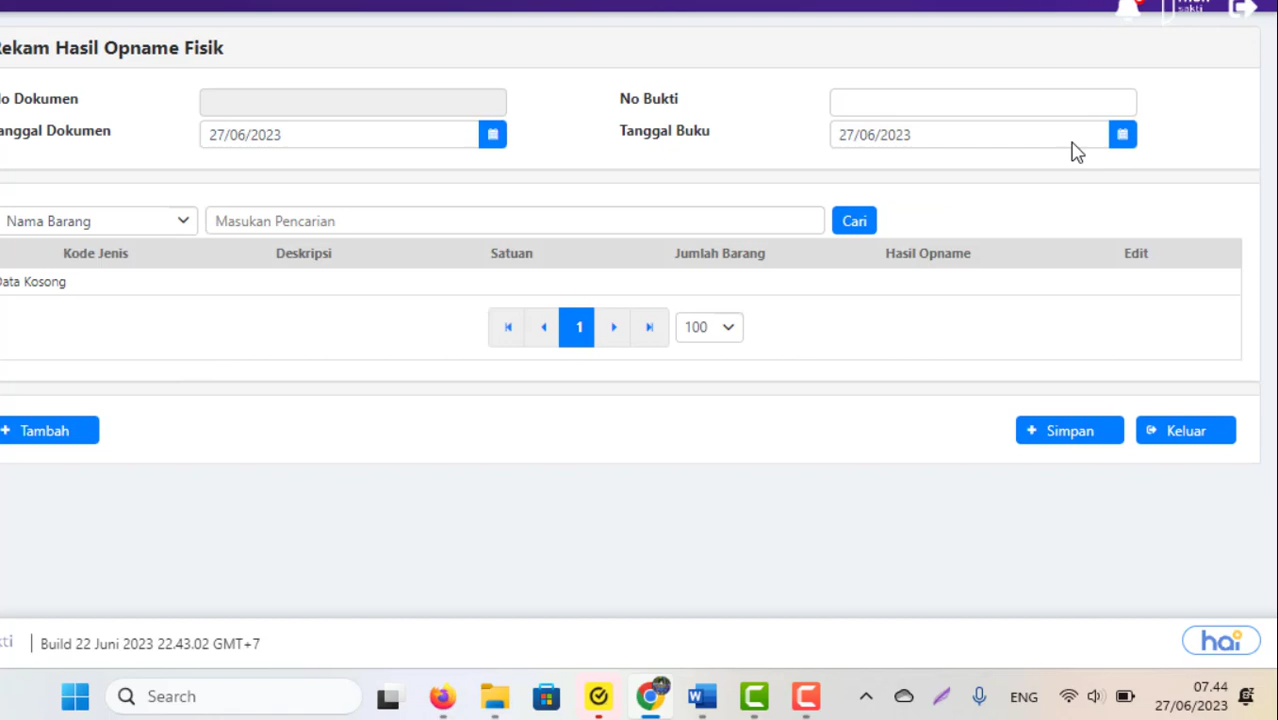 sakti
ekam Hasil Opname Fisik
o Dokumen
No Bukti
anggal Dokumen
27/06/2023
Tanggal Buku
27/06/2023
Nama Barang
Masukan Pencarian
Cari
Kode Jenis
Deskripsi
Satuan
Jumlah Barang
Hasil Opname
Edit
ata Kosong
1
100
+ Tambah
+ Simpan
Keluar
kti
Build 22 Juni 2023 22.43.02 GMT+7
hai
Search
ENG
07.44
27/06/2023